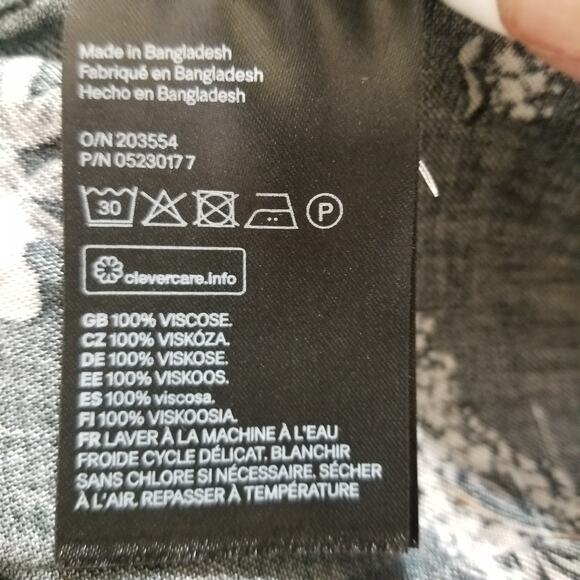 Made in Bangladesh
Fabriqué en Bangladesh
Hecho en Bangladesh
O/N 203554
P/N 0523017 7
30 P
clevercare.info
GB 100% VISCOSE.
CZ 100% VISKÓZA.
DE 100% VISKOSE.
EE 100% VISKOOS.
ES 100% viscosa.
FI 100% VISKOOSIA.
FR LAVER À LA MACHINE À L'EAU
FROIDE CYCLE DÉLICAT. BLANCHIR
SANS CHLORE SI NÉCESSAIRE. SÉCHER
À L'AIR. REPASSER À TEMPÉRATURE